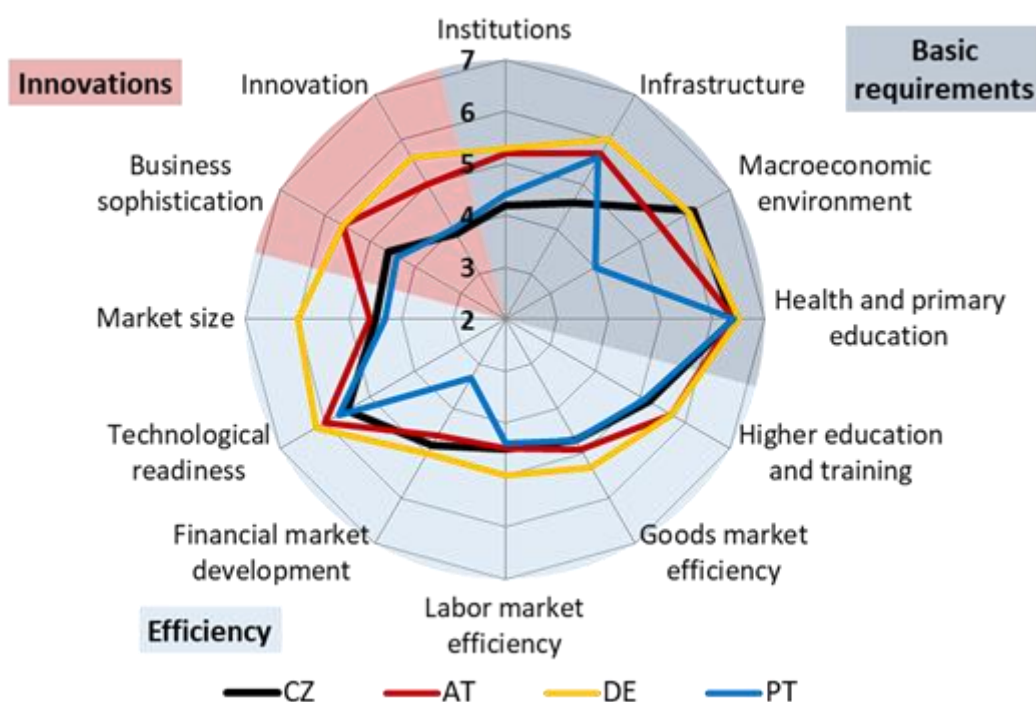 Institutions
Innovations
Innovation
7
Infrastructure
Basic
requirements
6
Business
sophistication
5
Macroeconomic
environment
4
3
Market size
2
Health and primary
education
Technological
readiness
Higher education
and training
Financial market
development
Goods market
efficiency
Labor market
efficiency
Efficiency
CZ
AT
DE
PT